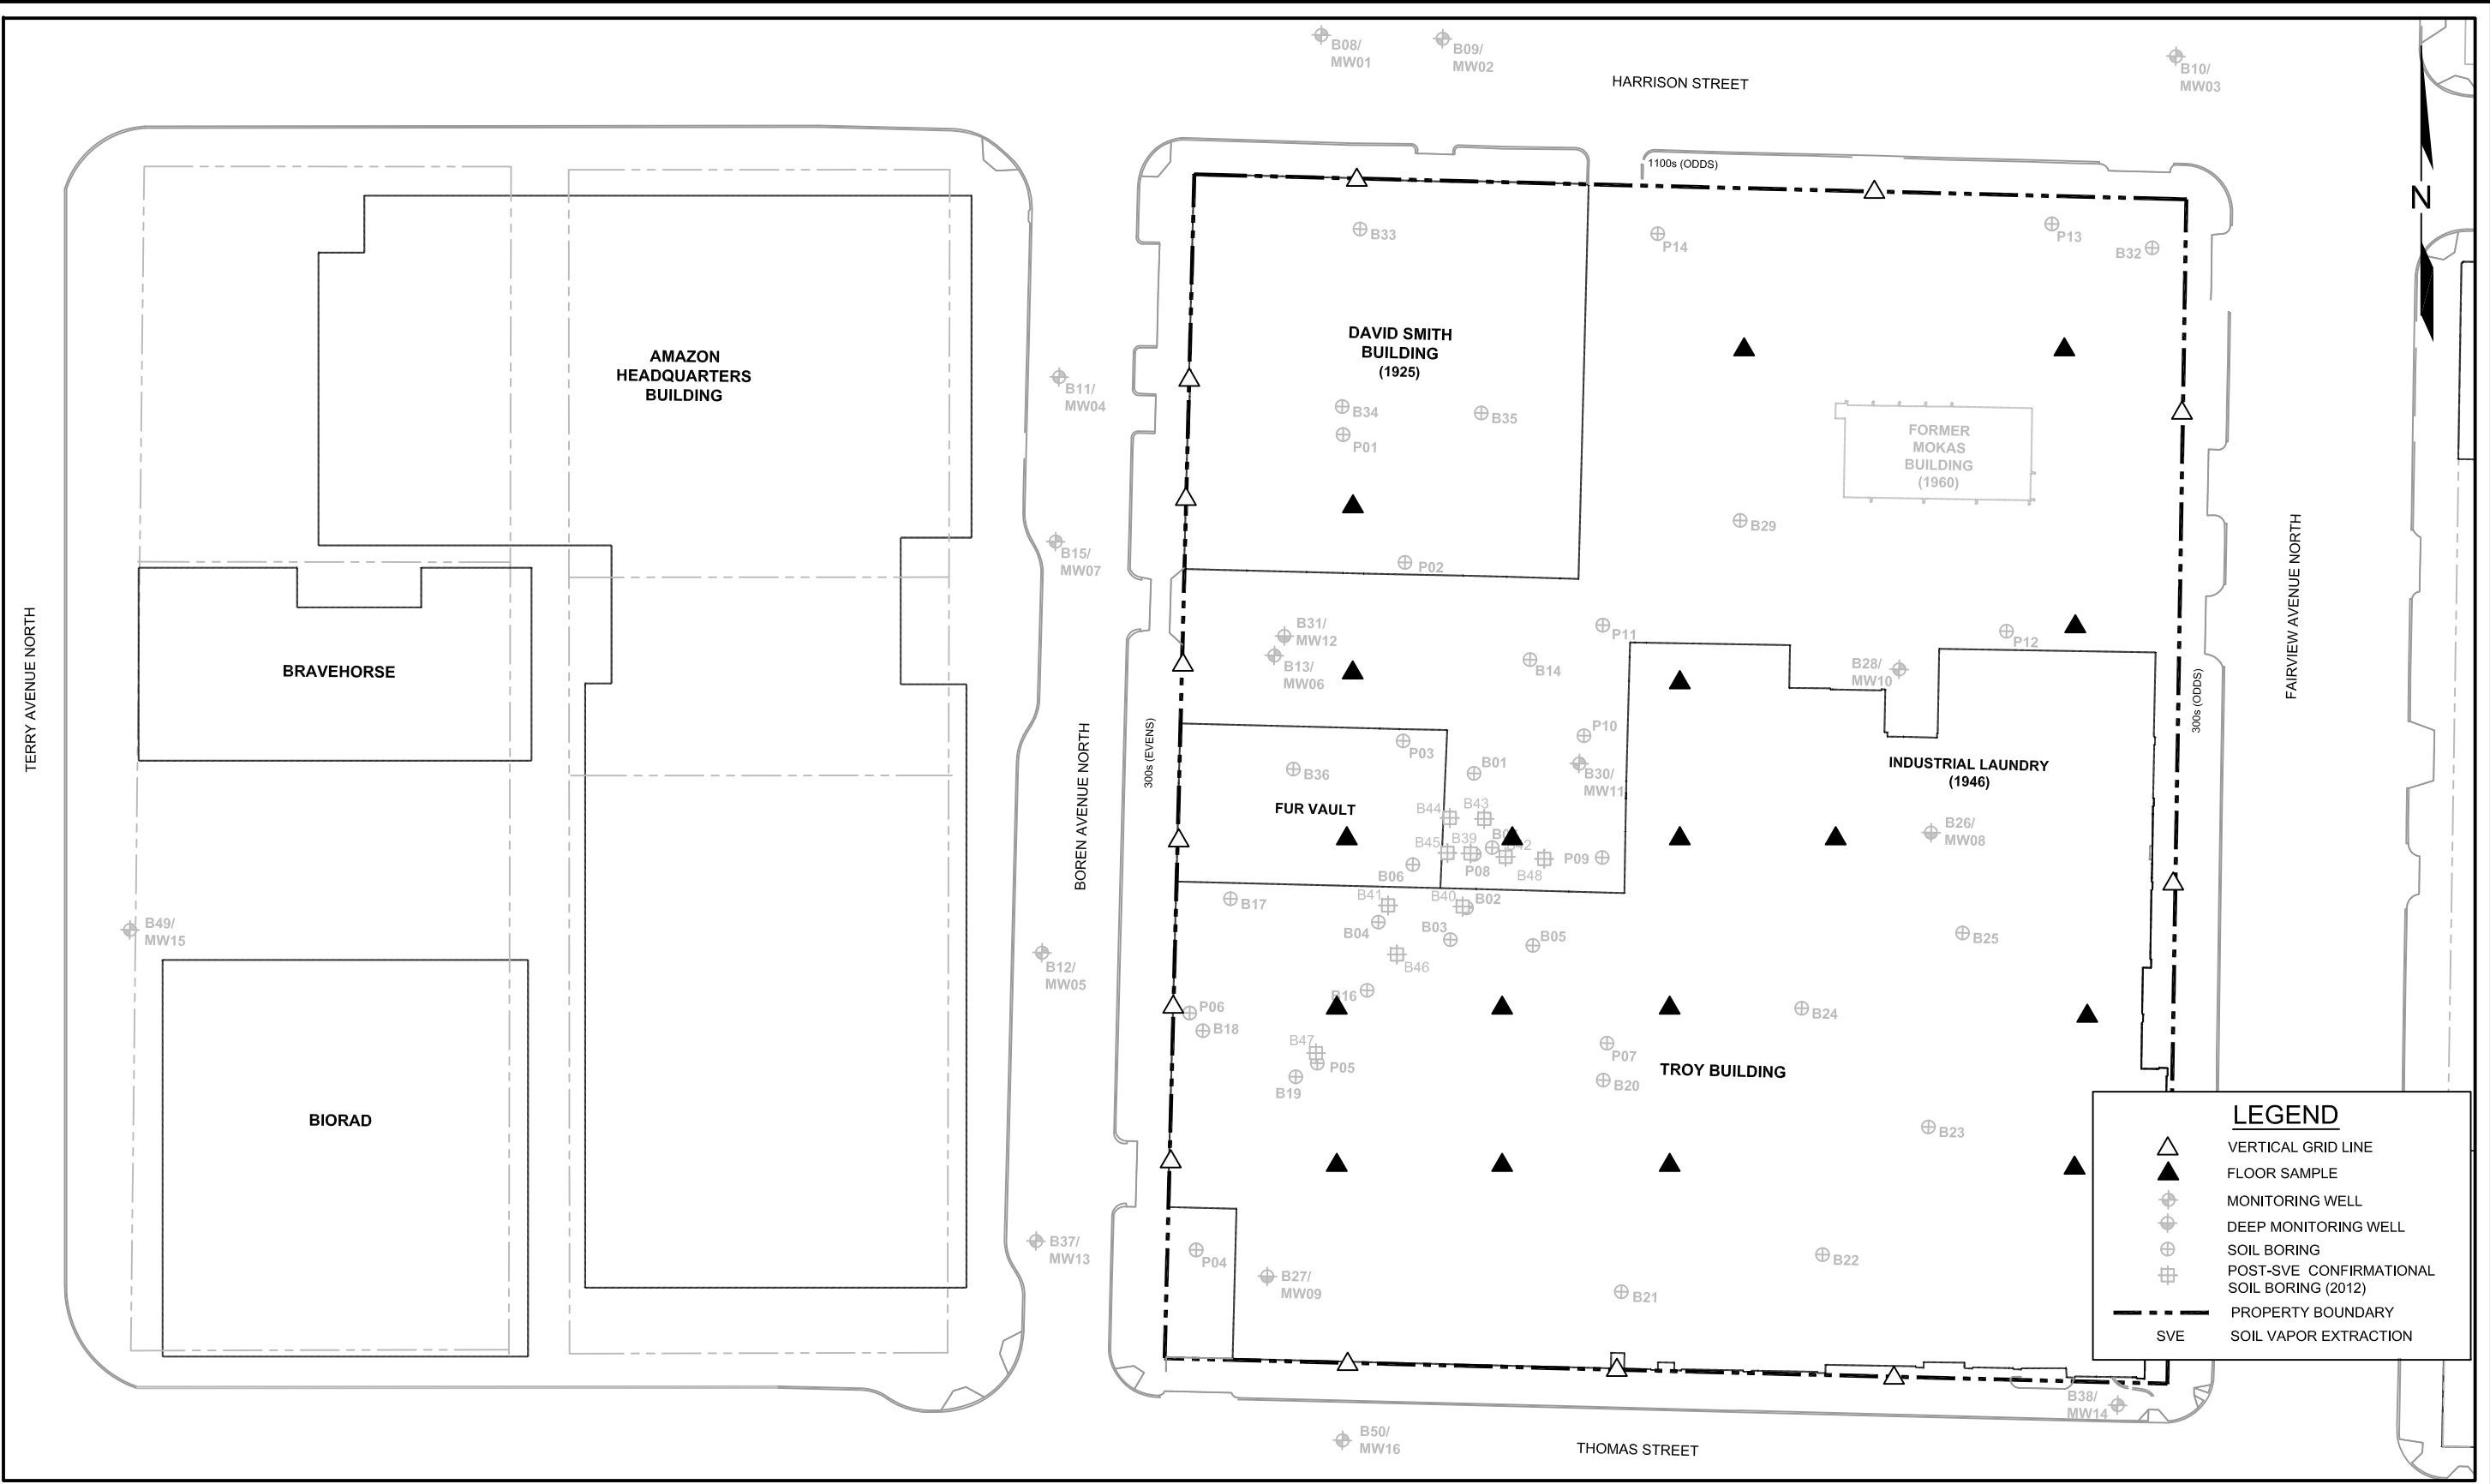 B08/
MW01
B09/
MW02
B10/
MW03
HARRISON STREET
1100s (ODDS)
N
B33
P14
P13
B32
DAVID SMITH
BUILDING
(1925)
AMAZON
HEADQUARTERS
BUILDING
B11/
MW04
B34
B35
P01
FORMER
MOKAS
BUILDING
(1960)
B29
B15/
MW07
P02
TERRY AVENUE NORTH
BRAVEHORSE
B31/
MW12
B13/
MW06
P11
B14
P12
B28/
MW10
FAIRVIEW AVENUE NORTH
300s (ODDS)
300s (EVENS)
BOREN AVENUE NORTH
P10
P03
B01
B36
B30/
MW11
INDUSTRIAL LAUNDRY
(1946)
FUR VAULT
B44
B43
B45
B39
B42
B26/
MW08
P09
P08
B48
B06
B17
B41
B40
B02
B04
B03
B05
B25
B49/
MW15
B46
B12/
MW05
B16
P06
B18
B24
B47
P05
B19
P07
B20
TROY BUILDING
BIORAD
B23
B37/
MW13
P04
B27/
MW09
B22
B21
LEGEND
VERTICAL GRID LINE
FLOOR SAMPLE
MONITORING WELL
DEEP MONITORING WELL
SOIL BORING
POST-SVE CONFIRMATIONAL
SOIL BORING (2012)
PROPERTY BOUNDARY
SVE SOIL VAPOR EXTRACTION
B38/
MW14
B50/
MW16
THOMAS STREET